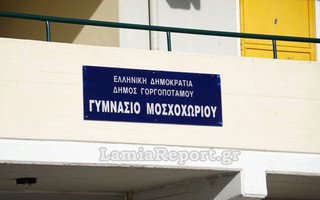 ΕΛΛΗΝΙΚΗ ΔΗΜΟΚΡΑΤΙΑ
ΔΗΜΟΣ ΓΟΡΓΟΠΟΤΑΜΟΥ
ΓΥΜΝΑΣΙΟ ΜΟΣΧΟΧΩΡΙΟΥ
LamiaReport.gr